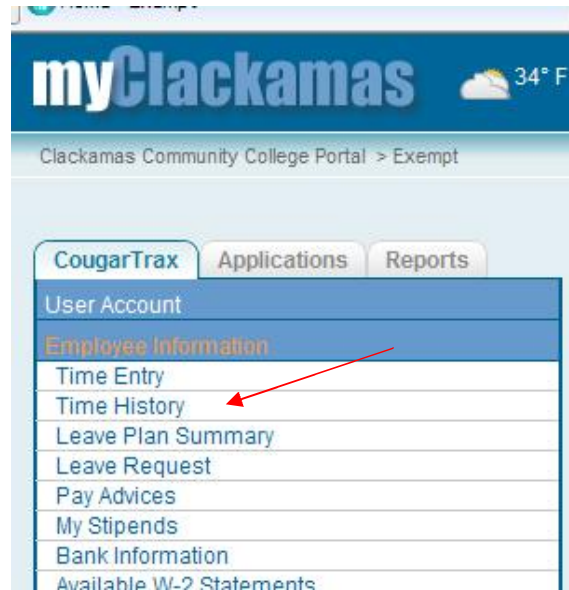 myClackamas 34° F
Clackamas Community College Portal > Exempt
CougarTrax Applications Reports
User Account
Employee Information
Time Entry
Time History
Leave Plan Summary
Leave Request
Pay Advices
My Stipends
Bank Information
Available W-2 Statements